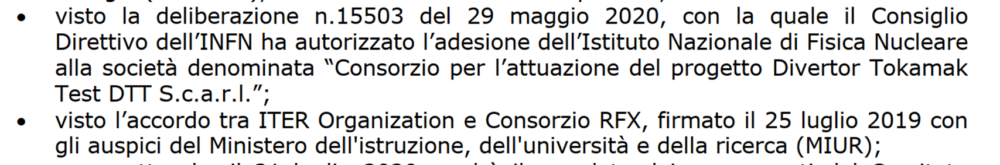 • visto la deliberazione n.15503 del 29 maggio 2020, con la quale il Consiglio
Direttivo dell’INFN ha autorizzato l’adesione dell’Istituto Nazionale di Fisica Nucleare
alla società denominata “Consorzio per l’attuazione del progetto Divertor Tokamak
Test DTT S.c.a.r.l.”;
• visto l’accordo tra ITER Organization e Consorzio RFX, firmato il 25 luglio 2019 con
gli auspici del Ministero dell'istruzione, dell'università e della ricerca (MIUR);